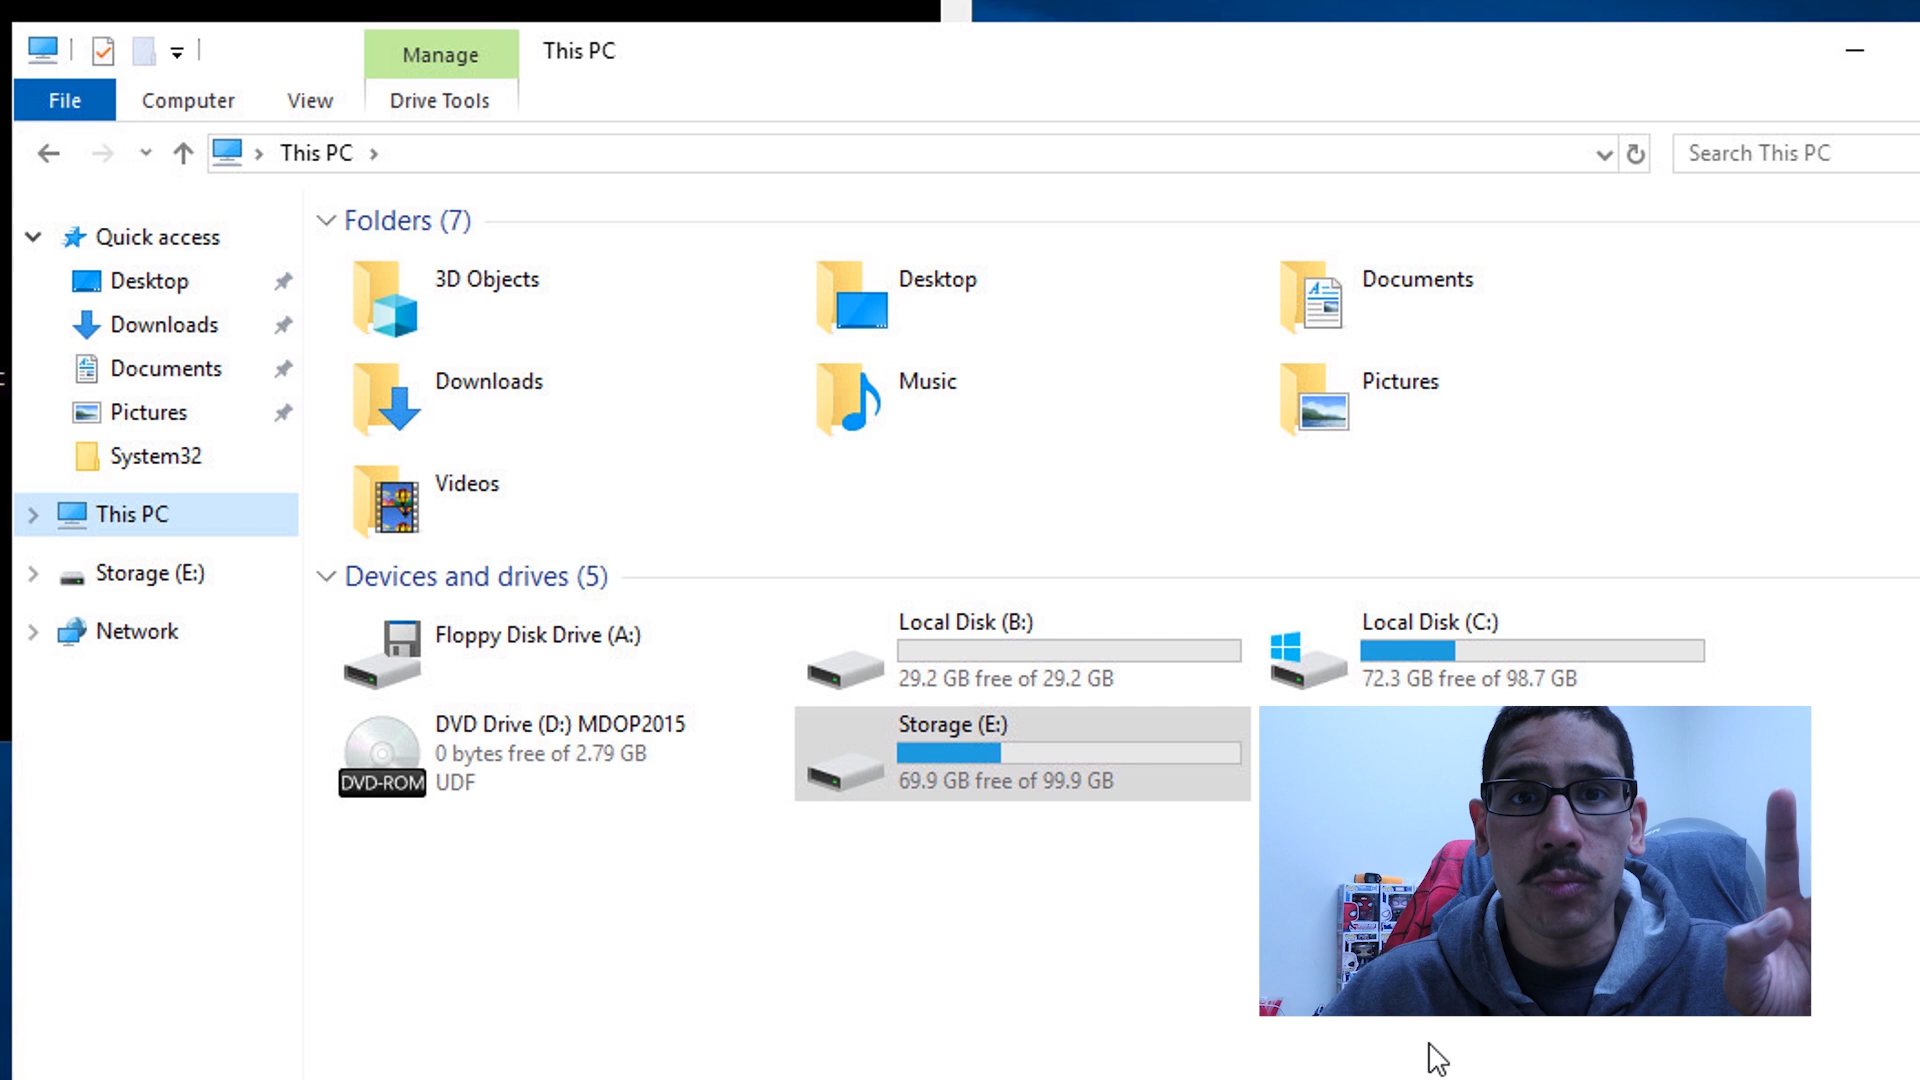 Manage
This PC
File
Computer
View
Drive Tools
This PC
Search This PC
Quick access
Desktop
Downloads
Documents
Pictures
System32
This PC
Storage (E:)
Network
Folders (7)
3D Objects
Desktop
Documents
Downloads
Music
Pictures
Videos
Devices and drives (5)
Floppy Disk Drive (A:)
Local Disk (B:)
29.2 GB free of 29.2 GB
Local Disk (C:)
72.3 GB free of 98.7 GB
DVD Drive (D:) MDOP2015
0 bytes free of 2.79 GB
UDF
DVD-ROM
Storage (E:)
69.9 GB free of 99.9 GB